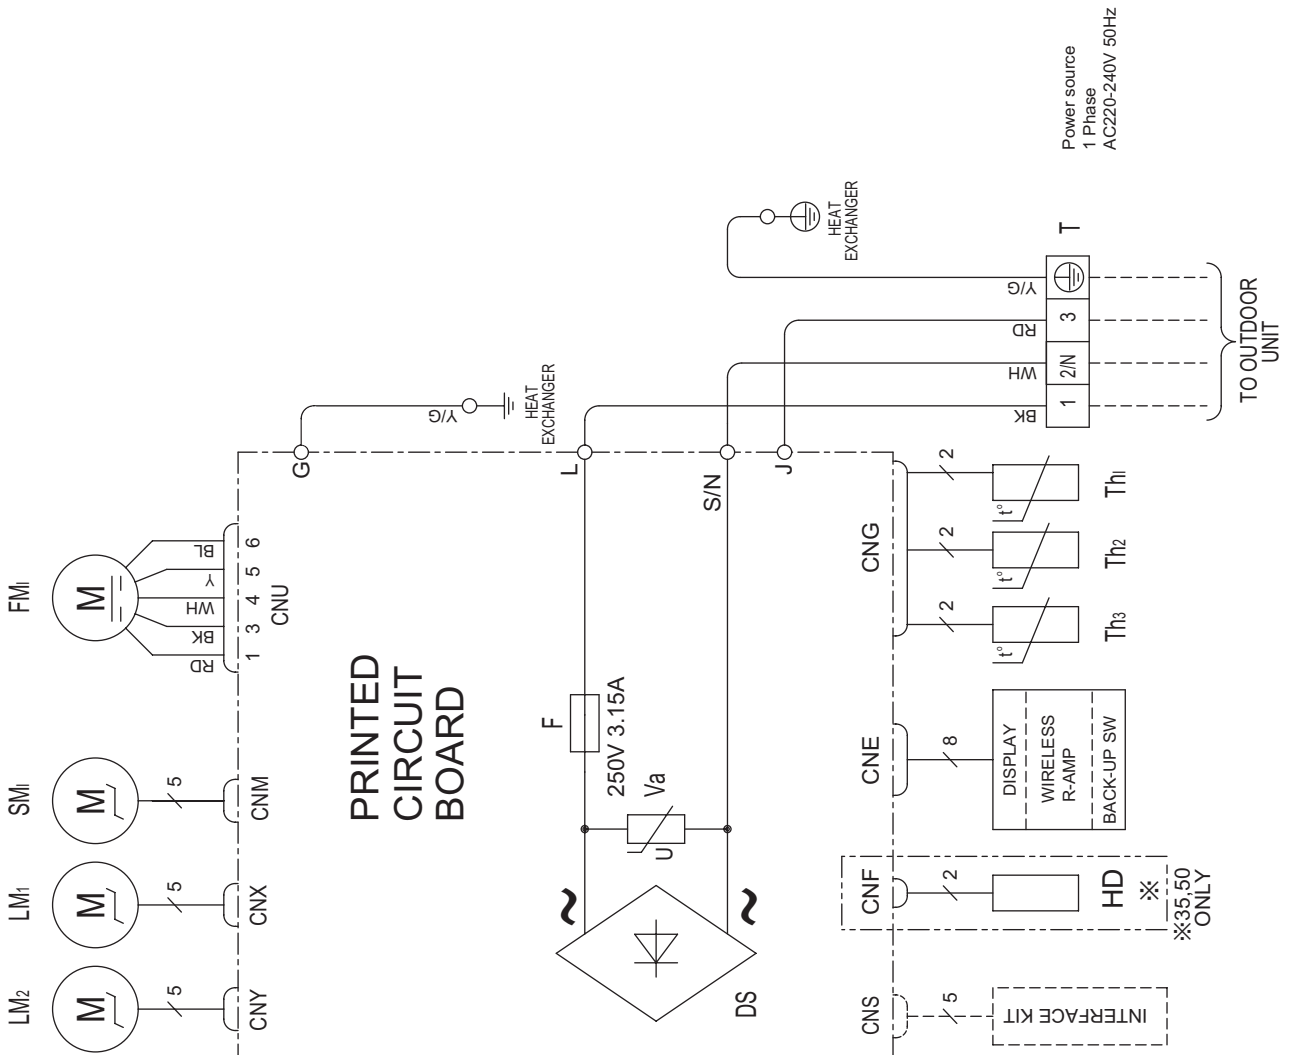 FMI
SMI
LM1
LM2
RD
BK
WH
Y
BL
1
3
4
5
6
CNU
5
CNM
5
CNX
5
CNY
PRINTED
CIRCUIT
BOARD
M
M
M
M
G
Y/G
HEAT
EXCHANGER
L
S/N
J
F
250V 3.15A
Va
U
~
~
DS
HEAT
EXCHANGER
Y/G
RD
WH
BK
1
2/N
3
T
Power source
1 Phase
AC220-240V 50Hz
TO OUTDOOR
UNIT
CNG
2
2
2
t°
t°
t°
ThI
Th2
Th3
CNE
8
DISPLAY
WIRELESS
R-AMP
BACK-UP SW
CNF
2
HD
※
※35,50
ONLY
CNS
5
INTERFACE KIT